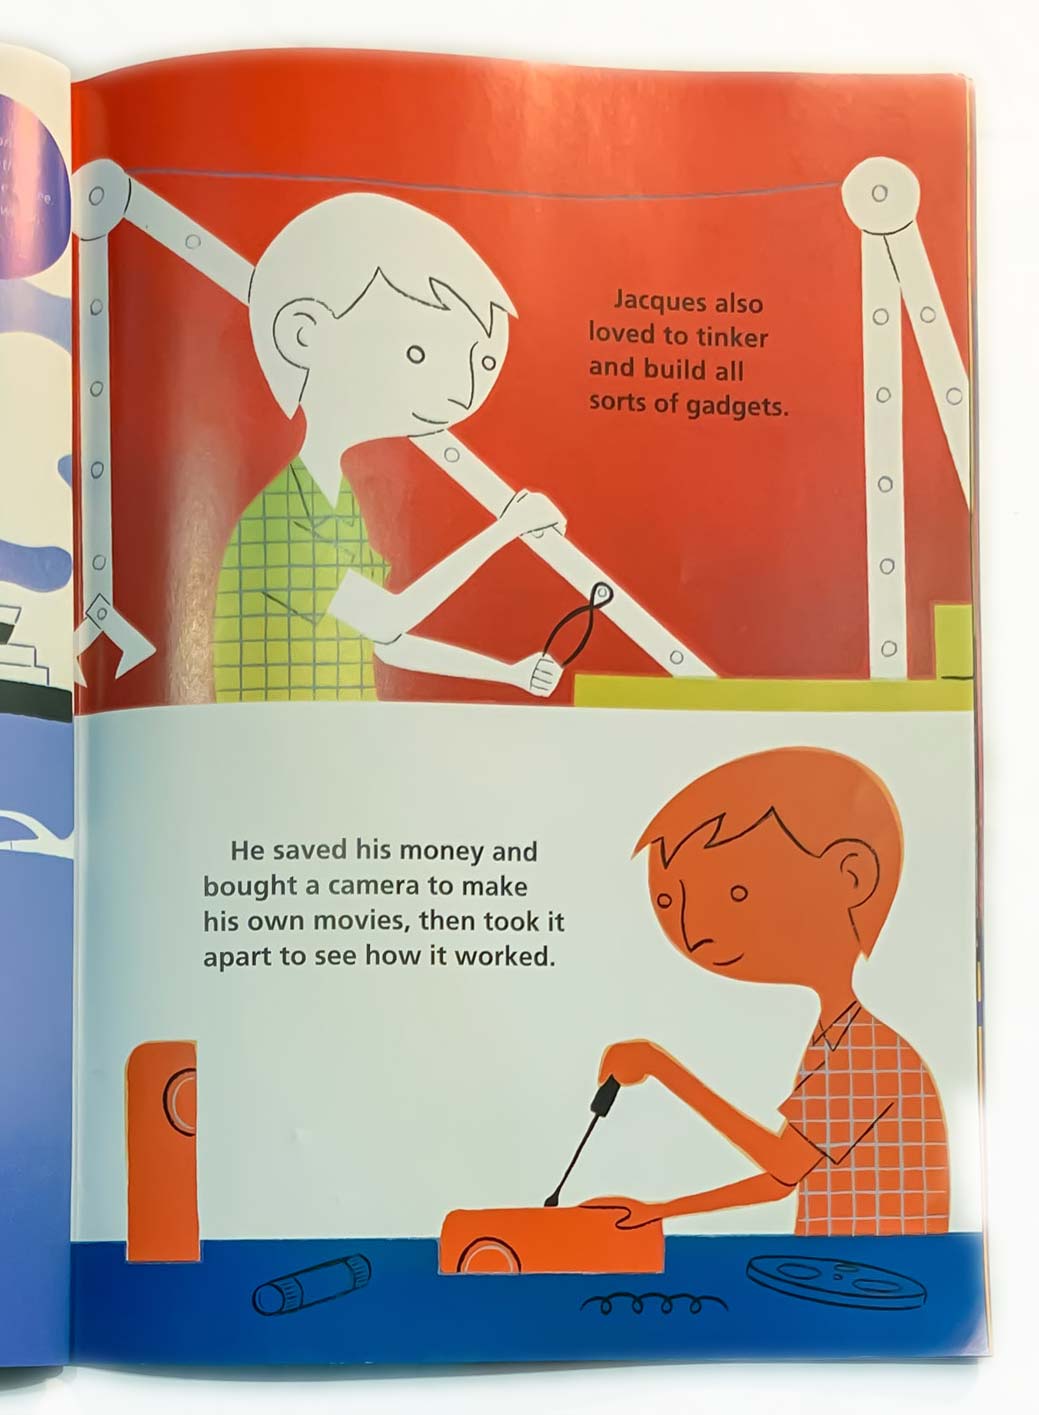 Jacques also
loved to tinker
and build all
sorts of gadgets.
He saved his money and
bought a camera to make
his own movies, then took it
apart to see how it worked.